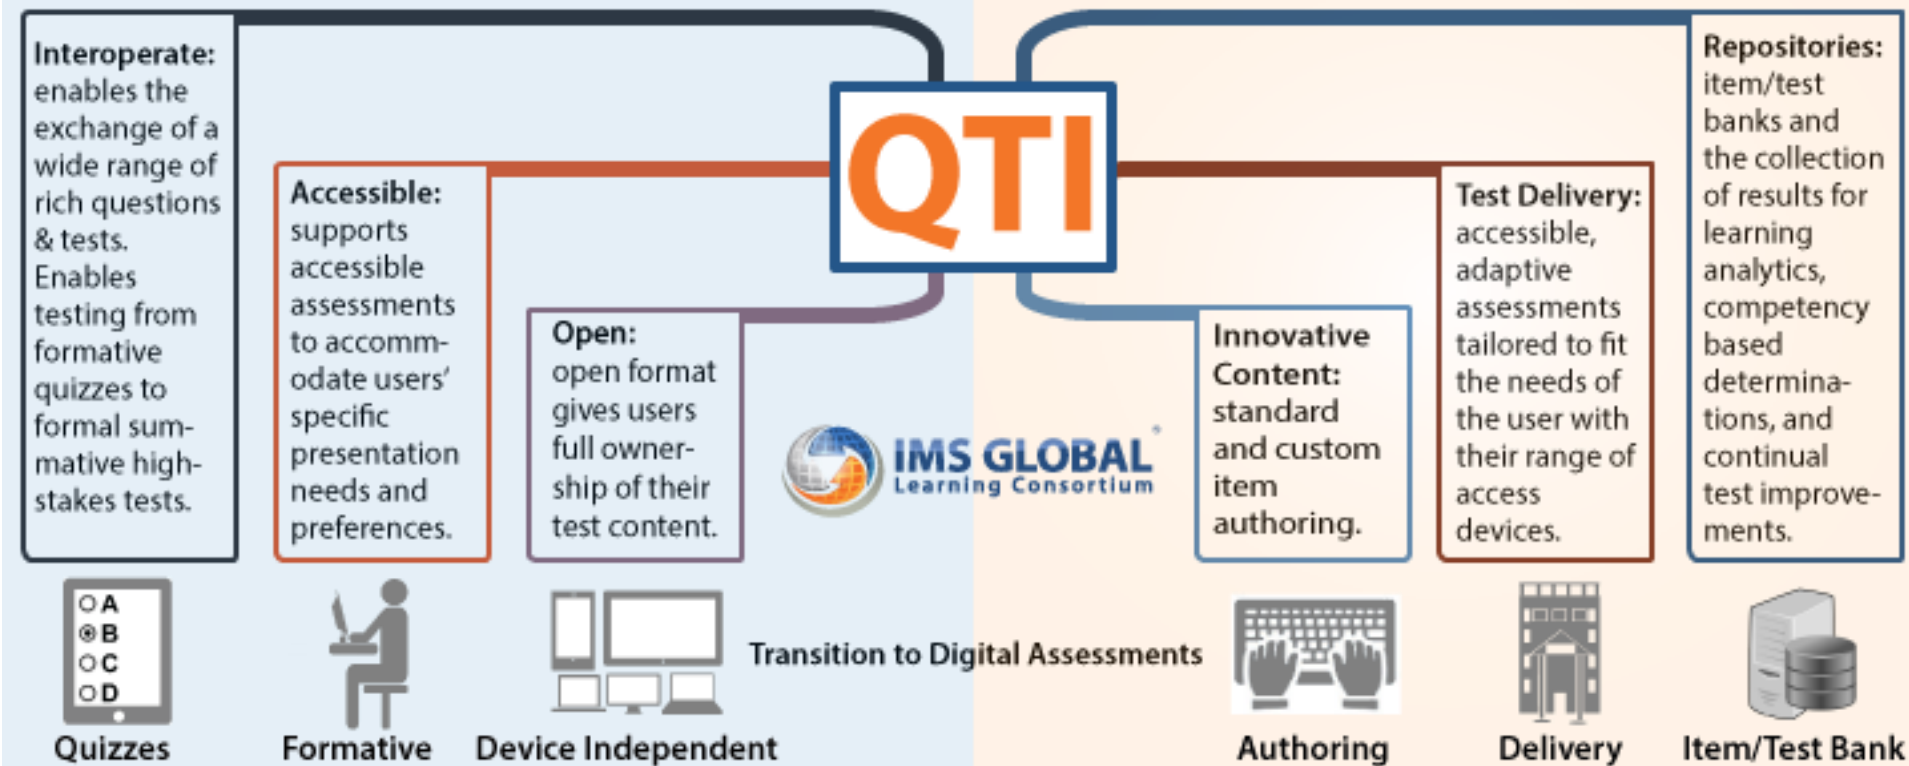 Interoperate:
enables the
exchange of a
wide range of
rich questions
& tests.
Enables
testing from
formative
quizzes to
formal sum-
mative high-
stakes tests.
Accessible:
supports
accessible
assessments
to accomm-
odate users'
specific
presentation
needs and
preferences.
Open:
open format
gives users
full owner-
ship of their
test content.
QTI
IMS GLOBAL®
Learning Consortium
Innovative
Content:
standard
and custom
item
authoring.
Test Delivery:
accessible,
adaptive
assessments
tailored to fit
the needs of
the user with
their range of
access
devices.
Repositories:
item/test
banks and
the collection
of results for
learning
analytics,
competency
based
determina-
tions, and
continual
test improve-
ments.
A
B
C
D
Transition to Digital Assessments
Quizzes
Formative
Device Independent
Authoring
Delivery
Item/Test Bank